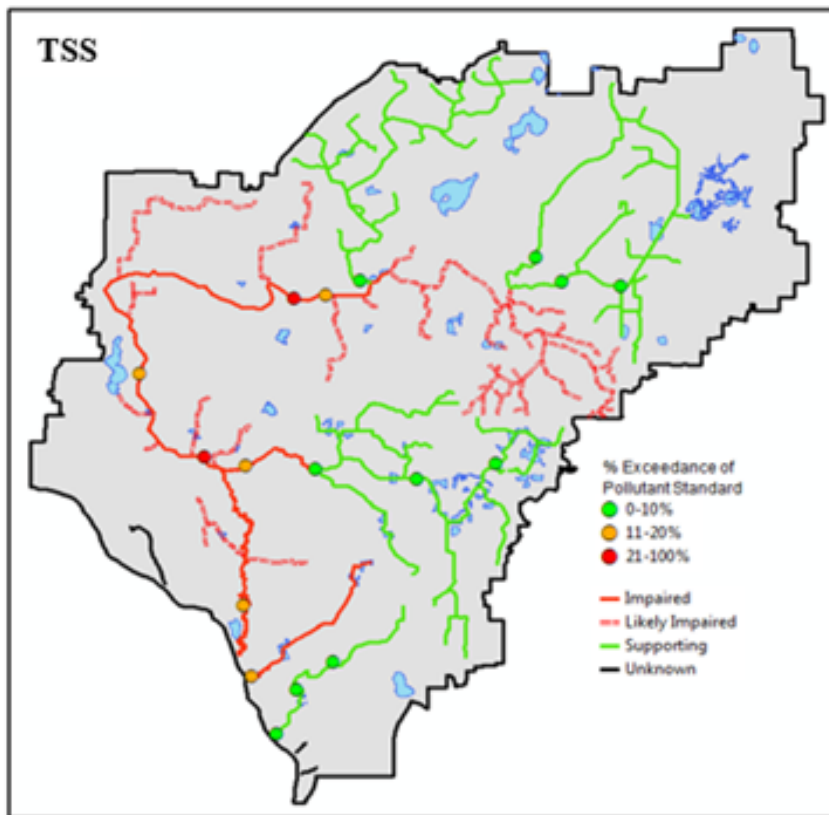 TSS
% Exceedance of
Pollutant Standard
0-10%
11-20%
21-100%
Impaired
Likely Impaired
Supporting
Unknown